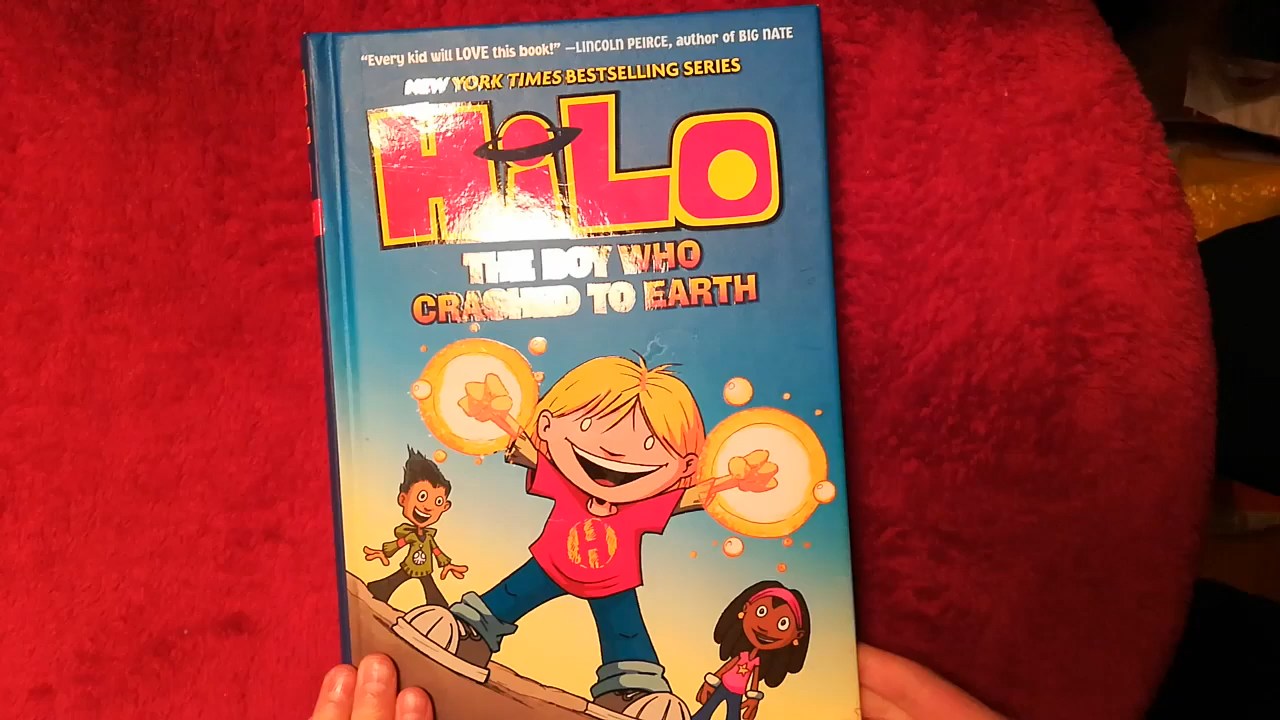 "Every kid will LOVE this book!" —LINCOLN PEIRCE, author of BIG NATE
NEW YORK TIMES BESTSELLING SERIES
HiLo
THE BOY WHO
CRASHED TO EARTH
H